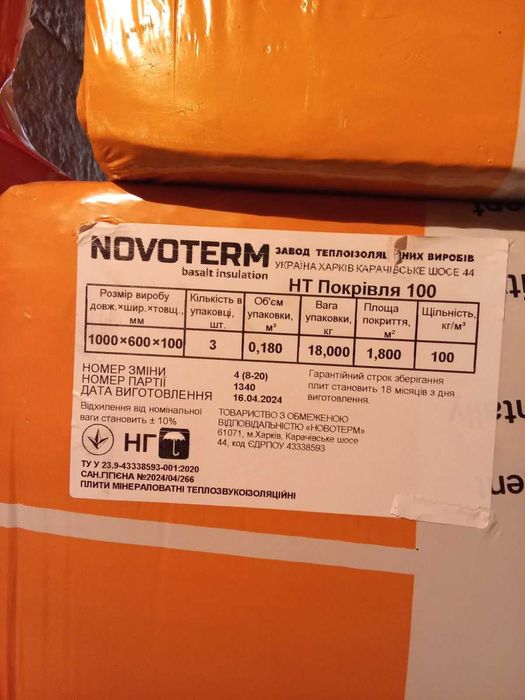 NOVOTERM
basalt insulation
ЗАВОД ТЕПЛОІЗОЛЯ НИХ ВИРОБІВ
УКРАЇНА ХАРКІВ КАРАЧІВСЬКЕ ШОСЕ 44
НТ Покрівля 100
Розмір виробу довж.×шир.×товщ., мм
Кількість в упаковці, шт.
Об'єм упаковки, м³
Вага упаковки, кг
Площа покриття, м²
Щільність, кг/м³
1000×600×100 3 0,180 18,000 1,800 100
НОМЕР ЗМІНИ 4 (8-20)
НОМЕР ПАРТІЇ 1340
ДАТА ВИГОТОВЛЕННЯ 16.04.2024
Гарантійний строк зберігання
плит становить 18 місяців з дня
виготовлення.
Відхилення від номінальної
ваги становить ± 10%
ТОВАРИСТВО З ОБМЕЖЕНОЮ
ВІДПОВІДАЛЬНІСТЮ «НОВОТЕРМ»
61071, м.Харків, Карачівське шосе
44, код ЄДРПОУ 43338593
НГ
ТУ У 23.9-43338593-001:2020
САН.ГІГІЄНА №2024/04/266
ПЛИТИ МІНЕРАЛОВАТНІ ТЕПЛОЗВУКОІЗОЛЯЦІЙНІ